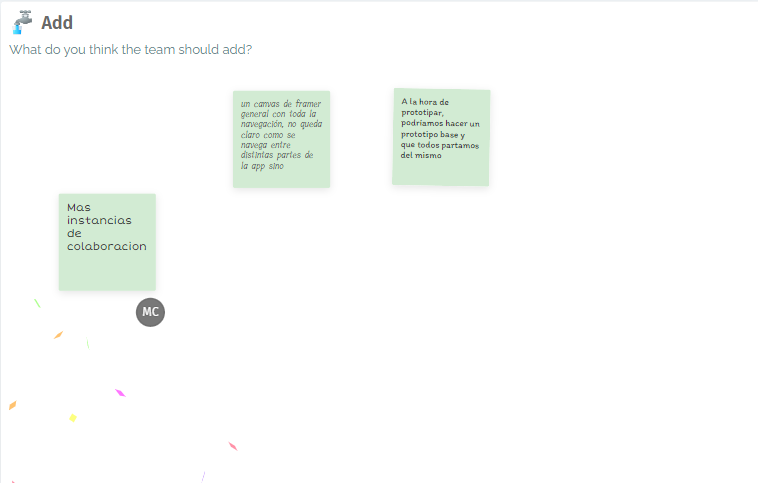 Add
What do you think the team should add?
un canvas de framer
general con toda la
navegación, no queda
claro como se
navega entre
distintas partes de
la app sino
A la hora de
prototipar,
podríamos hacer un
prototipo base y
que todos partamos
del mismo
Mas
instancias
de
colaboracion
MC